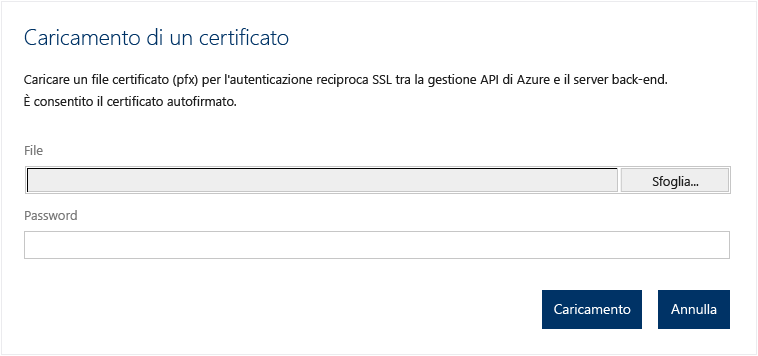 Caricamento di un certificato
Caricare un file certificato (pfx) per l'autenticazione reciproca SSL tra la gestione API di Azure e il server back-end.
È consentito il certificato autofirmato.
File
Sfoglia...
Password
Caricamento
Annulla